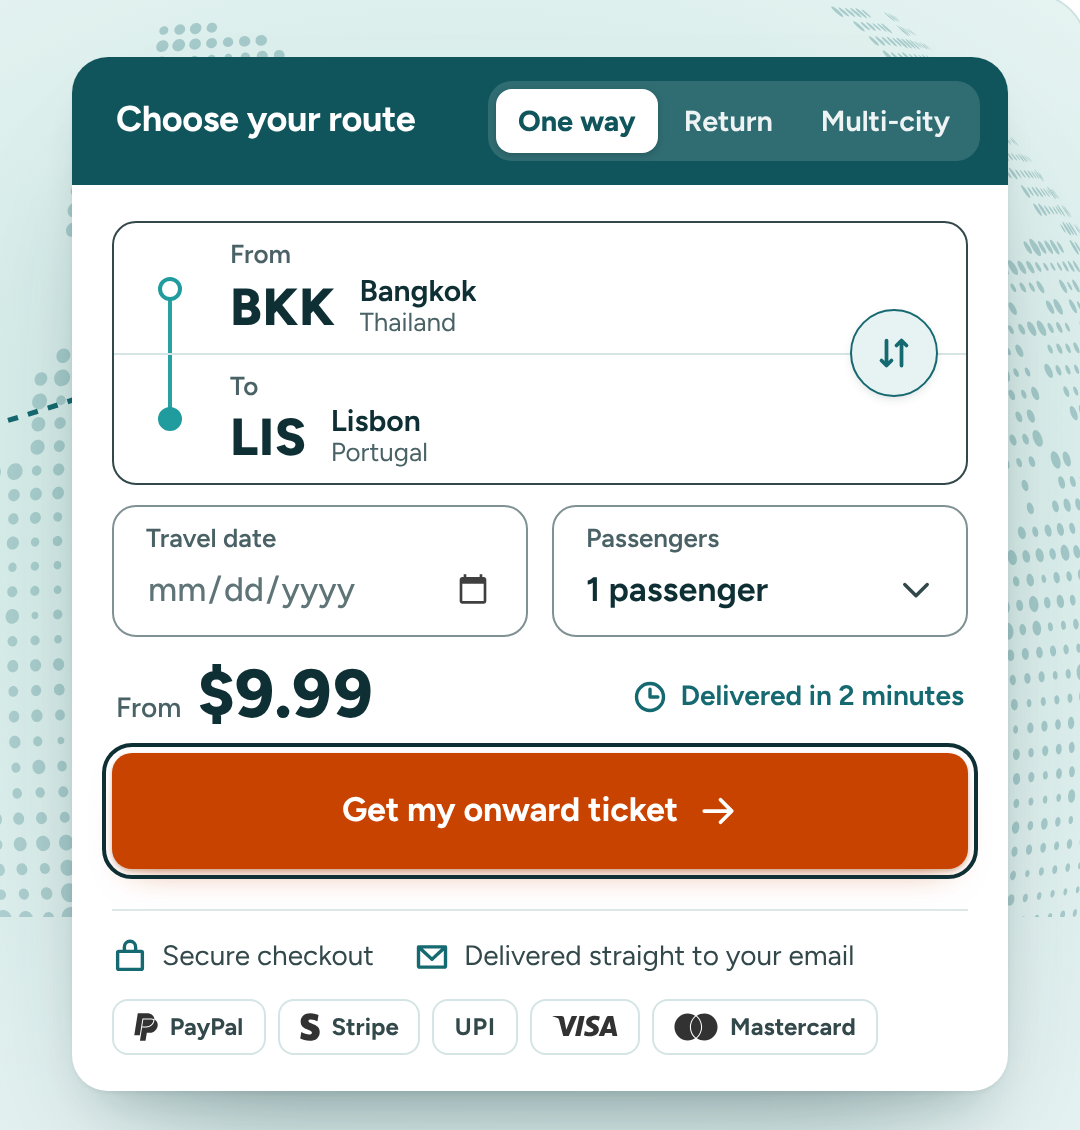 Choose your route
One way Return Multi-city
From
BKK Bangkok
Thailand
To
LIS Lisbon
Portugal
Travel date
mm/dd/yyyy
Passengers
1 passenger
From $9.99
Delivered in 2 minutes
Get my onward ticket
Secure checkout
Delivered straight to your email
PayPal
Stripe
UPI
VISA
Mastercard